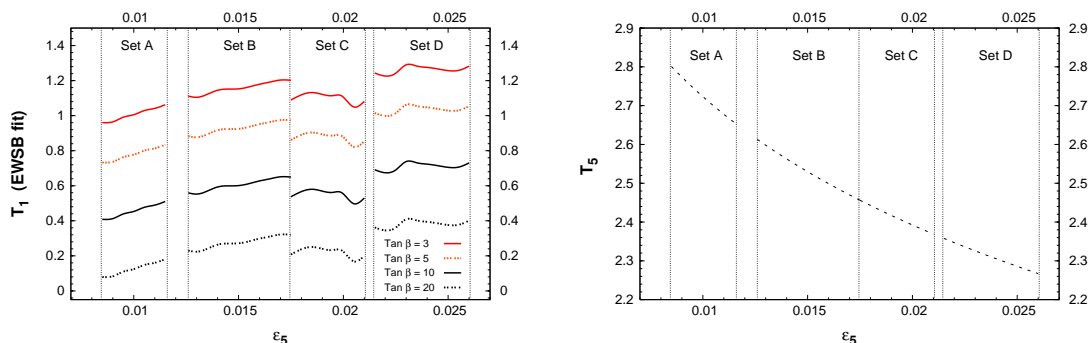 0.01 0.015 0.02 0.025
1.4 1.4
Set A Set B Set C Set D
1.2 1.2
1 1
0.8 0.8
0.6 0.6
0.4 0.4
0.2 0.2
0 0
T1 (EWSB fit)
Tan β = 3
Tan β = 5
Tan β = 10
Tan β = 20
0.01 0.015 0.02 0.025
ε5
0.01 0.015 0.02 0.025
2.9 2.9
Set A Set B Set C Set D
2.8 2.8
2.7 2.7
2.6 2.6
2.5 2.5
2.4 2.4
2.3 2.3
2.2 2.2
T5
0.01 0.015 0.02 0.025
ε5